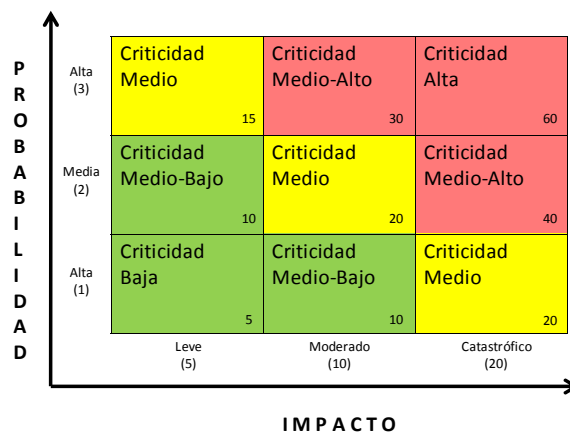 PROBABILIDAD
Alta
(3)
Criticidad
Medio
15
Criticidad
Medio-Alto
30
Criticidad
Alta
60
Media
(2)
Criticidad
Medio-Bajo
10
Criticidad
Medio
20
Criticidad
Medio-Alto
40
Alta
(1)
Criticidad
Baja
5
Criticidad
Medio-Bajo
10
Criticidad
Medio
20
Leve
(5)
Moderado
(10)
Catastrófico
(20)
IMPACTO